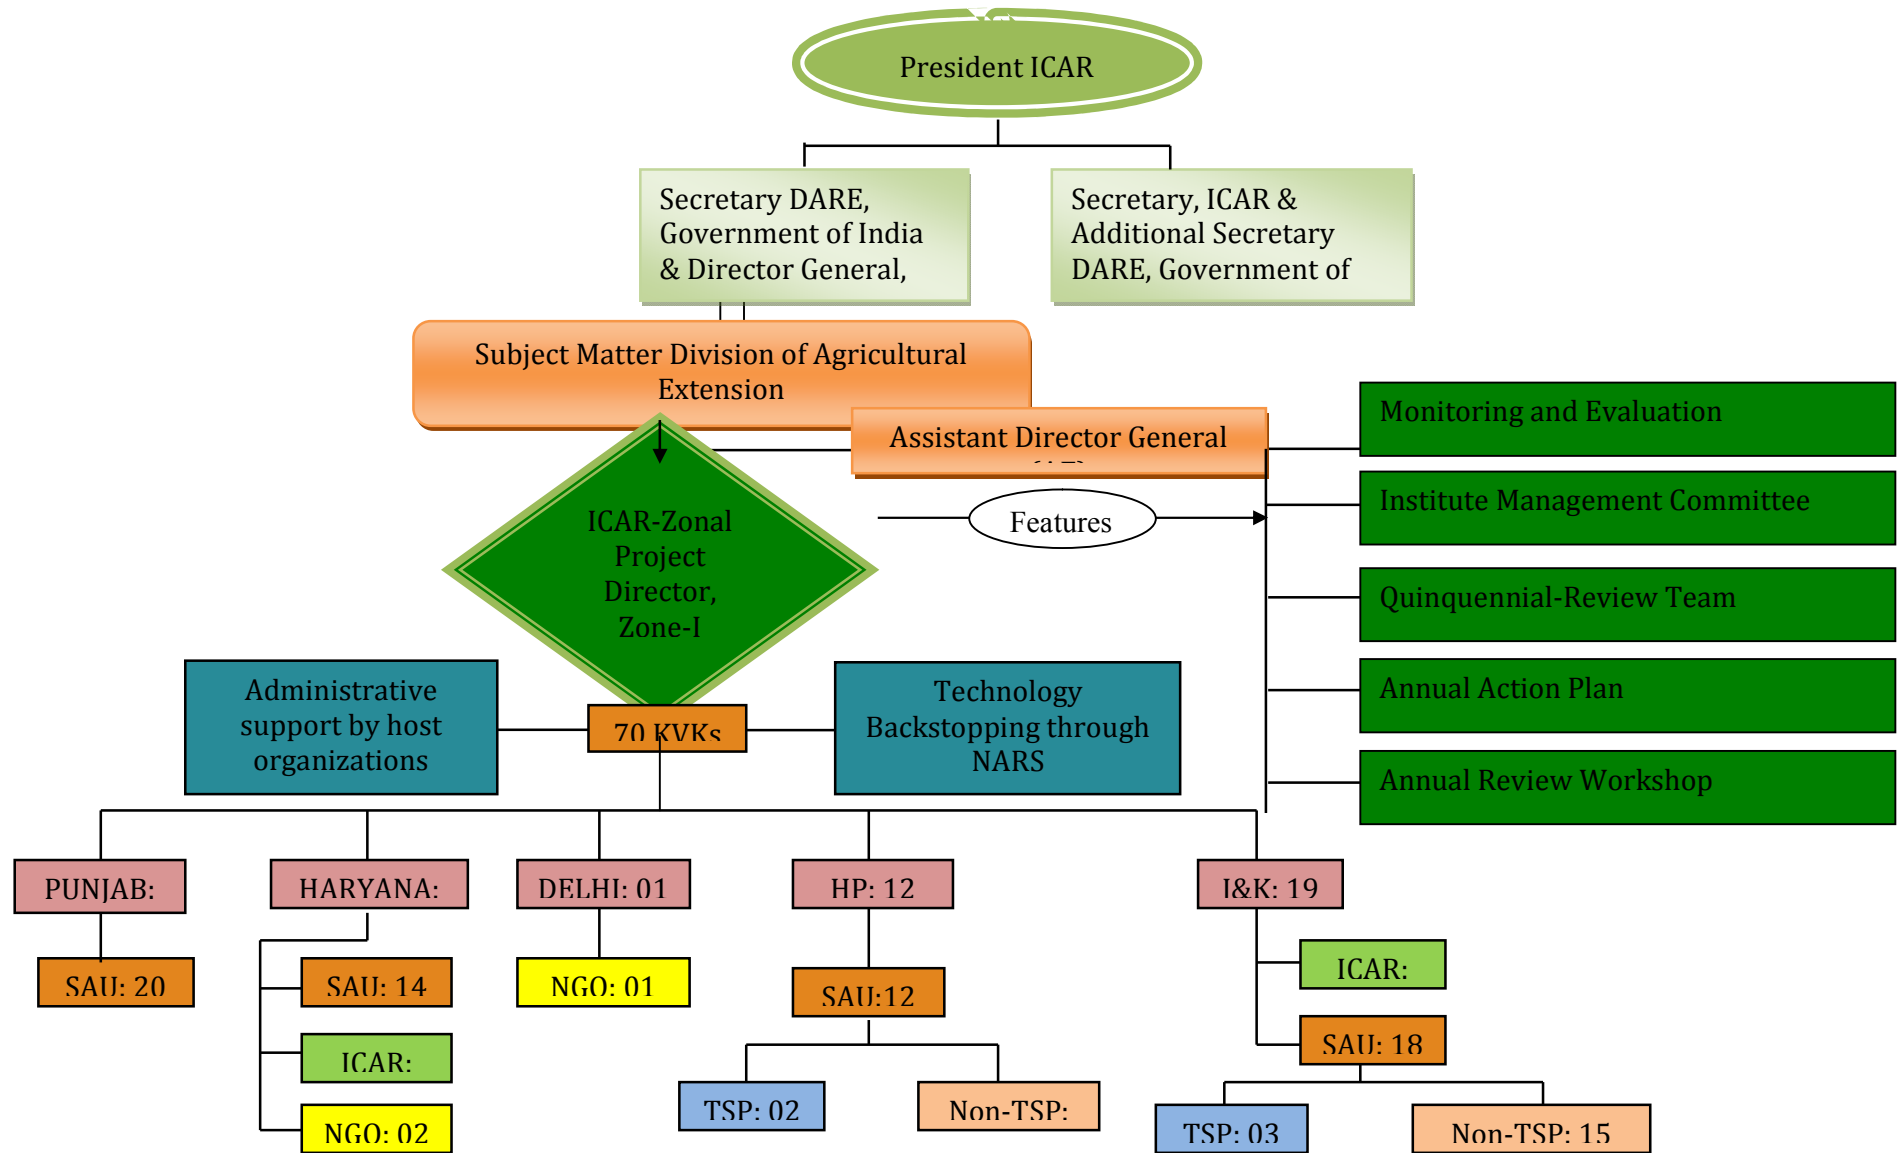 President ICAR
Secretary DARE,
Government of India
& Director General,
Secretary, ICAR &
Additional Secretary
DARE, Government of
Subject Matter Division of Agricultural
Extension
Assistant Director General
Monitoring and Evaluation
Institute Management Committee
Quinquennial-Review Team
Annual Action Plan
Annual Review Workshop
Features
ICAR-Zonal
Project
Director,
Zone-I
Administrative
support by host
organizations
70 KVKs
Technology
Backstopping through
NARS
PUNJAB:
HARYANA:
DELHI: 01
HP: 12
J&K: 19
SAU: 20
SAU: 14
ICAR:
NGO: 02
NGO: 01
SAU:12
TSP: 02
Non-TSP:
ICAR:
SAU: 18
TSP: 03
Non-TSP: 15